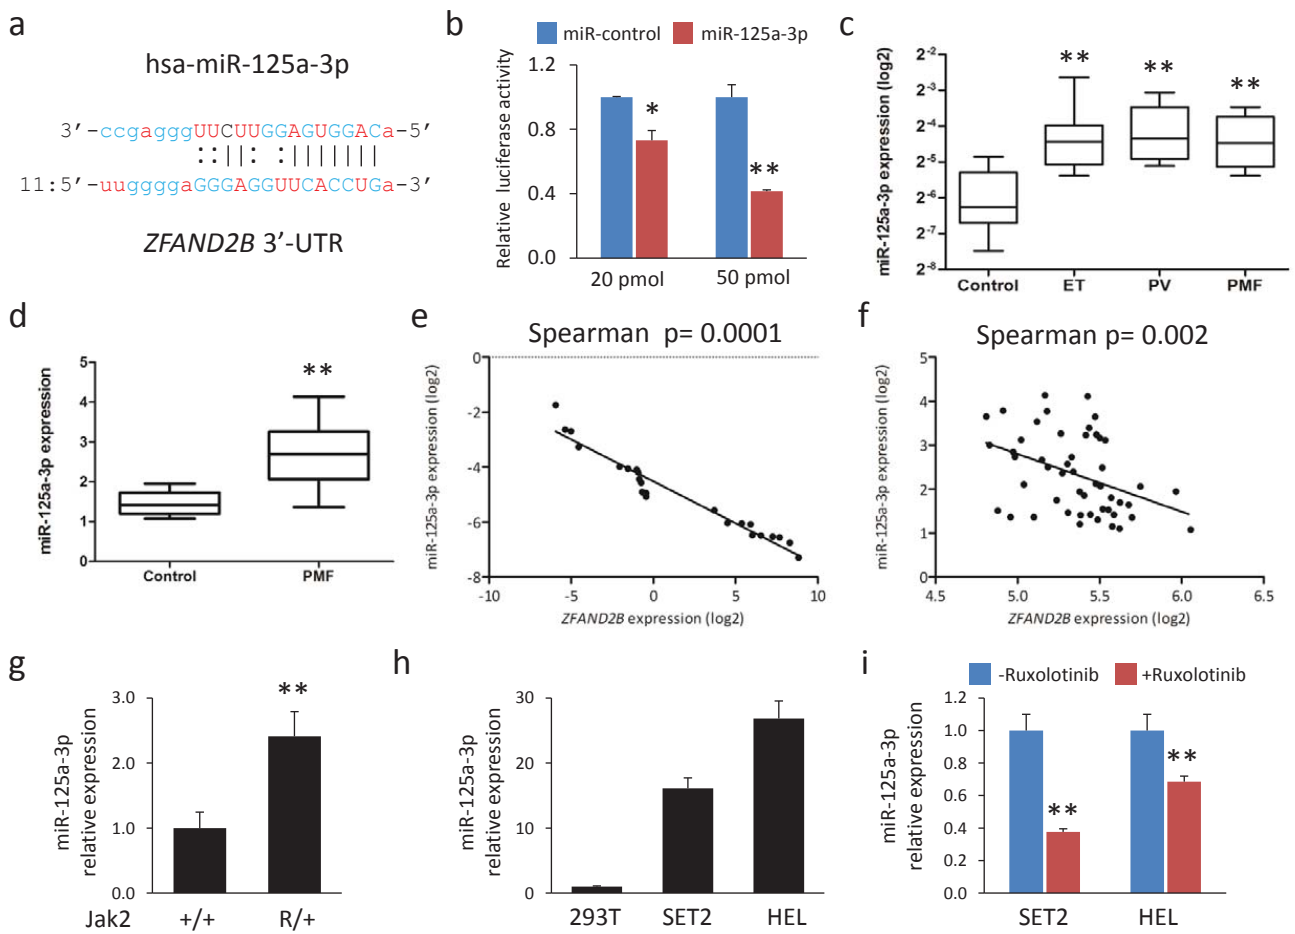 a
hsa-miR-125a-3p
3′-ccgagggUUCUUGGAGUGGACa-5′
::||: :|||||||
11:5′-uuggggaGGGAGGUUCACCUGa-3′
ZFAND2B 3′-UTR
b
miR-control miR-125a-3p
Relative luciferase activity
1.2
0.8
0.4
0.0
*
**
20 pmol 50 pmol
c
miR-125a-3p expression (log2)
2-2
2-3
2-4
2-5
2-6
2-7
2-8
** ** **
Control ET PV PMF
d
miR-125a-3p expression
5
4
3
2
1
0
**
Control PMF
e
Spearman p= 0.0001
miR-125a-3p expression (log2)
0
-2
-4
-6
-8
-10 -5 0 5 10
ZFAND2B expression (log2)
f
Spearman p= 0.002
miR-125a-3p expression (log2)
5
4
3
2
1
0
4.5 5.0 5.5 6.0 6.5
ZFAND2B expression (log2)
g
miR-125a-3p
relative expression
3.0
2.0
1.0
0.0
**
Jak2 +/+ R/+
h
miR-125a-3p
relative expression
30
20
10
0
293T SET2 HEL
i
-Ruxolotinib +Ruxolotinib
miR-125a-3p
relative expression
1.2
1.0
0.8
0.6
0.4
0.2
0.0
**
**
SET2 HEL